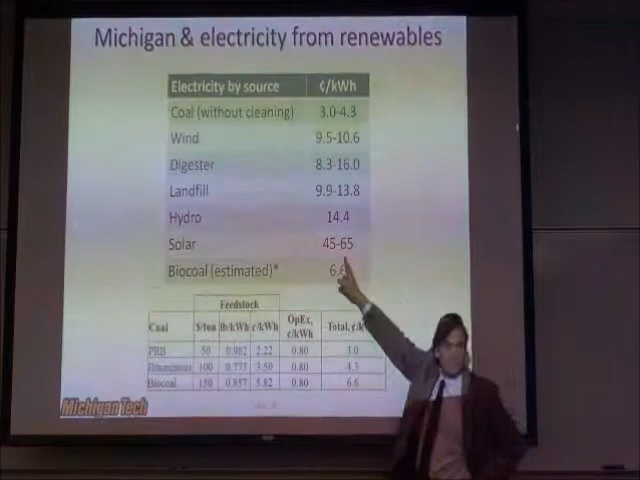 Michigan & electricity from renewables
Electricity by source ¢/kWh
Coal (without cleaning) 3.0-4.3
Wind 9.5-10.6
Digester 8.3-16.0
Landfill 9.9-13.8
Hydro 14.4
Solar 45-65
Biocoal (estimated)* 6.6
Feedstock
Coal $/ton lb/kWh ¢/kWh OpEx, ¢/kWh Total, ¢/k
PRB 50 0.982 2.22 0.80 3.0
Bituminous 100 0.773 3.50 0.80 4.3
Biocoal 150 0.857 5.82 0.80 6.6
Michigan Tech